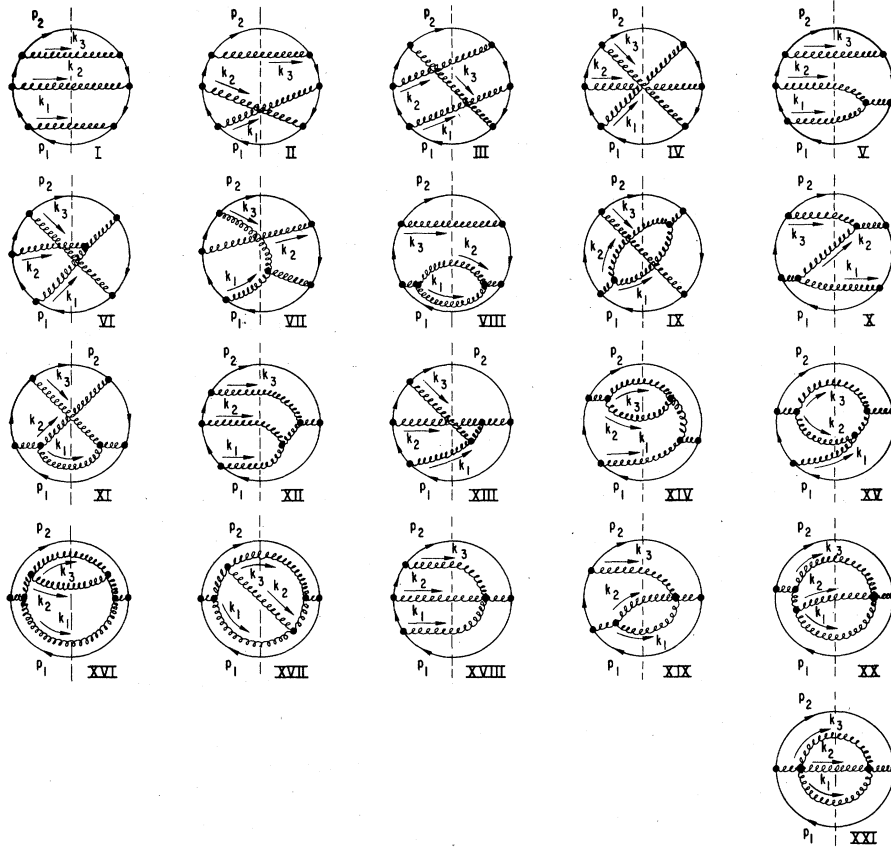 p₂ k₃ k₂ k₁ p₁ I
p₂ k₂ k₃ k₁ p₁ II
p₂ k₃ k₂ k₁ p₁ III
p₂ k₃ k₂ k₁ p₁ IV
p₂ k₃ k₂ k₁ p₁ V
p₂ k₃ k₂ k₁ p₁ VI
p₂ k₃ k₂ k₁ p₁ VII
p₂ k₃ k₂ k₁ p₁ VIII
p₂ k₃ k₂ k₁ p₁ IX
p₂ k₃ k₂ k₁ p₁ X
p₂ k₃ k₂ k₁ p₁ XI
p₂ k₃ k₂ k₁ p₁ XII
p₂ k₃ k₂ k₁ p₁ XIII
p₂ k₃ k₂ k₁ p₁ XIV
p₂ k₃ k₂ k₁ p₁ XV
p₂ k₃ k₂ k₁ p₁ XVI
p₂ k₃ k₂ k₁ p₁ XVII
p₂ k₃ k₂ k₁ p₁ XVIII
p₂ k₃ k₂ k₁ p₁ XIX
p₂ k₃ k₂ k₁ p₁ XX
p₂ k₃ k₂ k₁ p₁ XXI